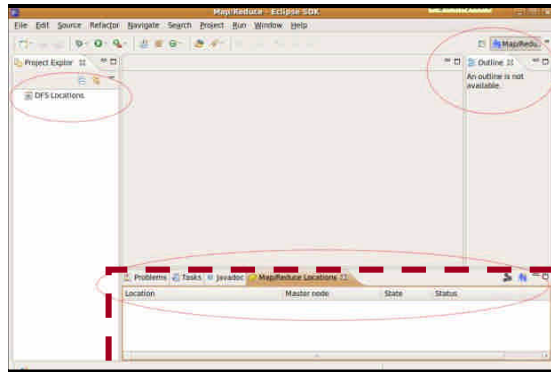 Map/Reduce - Eclipse SDK
File Edit Source Refactor Navigate Search Project Run Window Help
Map/Redu
Project Explor
Outline
An outline is not
available.
DFS Locations
Problems Tasks Javadoc Map/Reduce Locations
Location Master node State Status